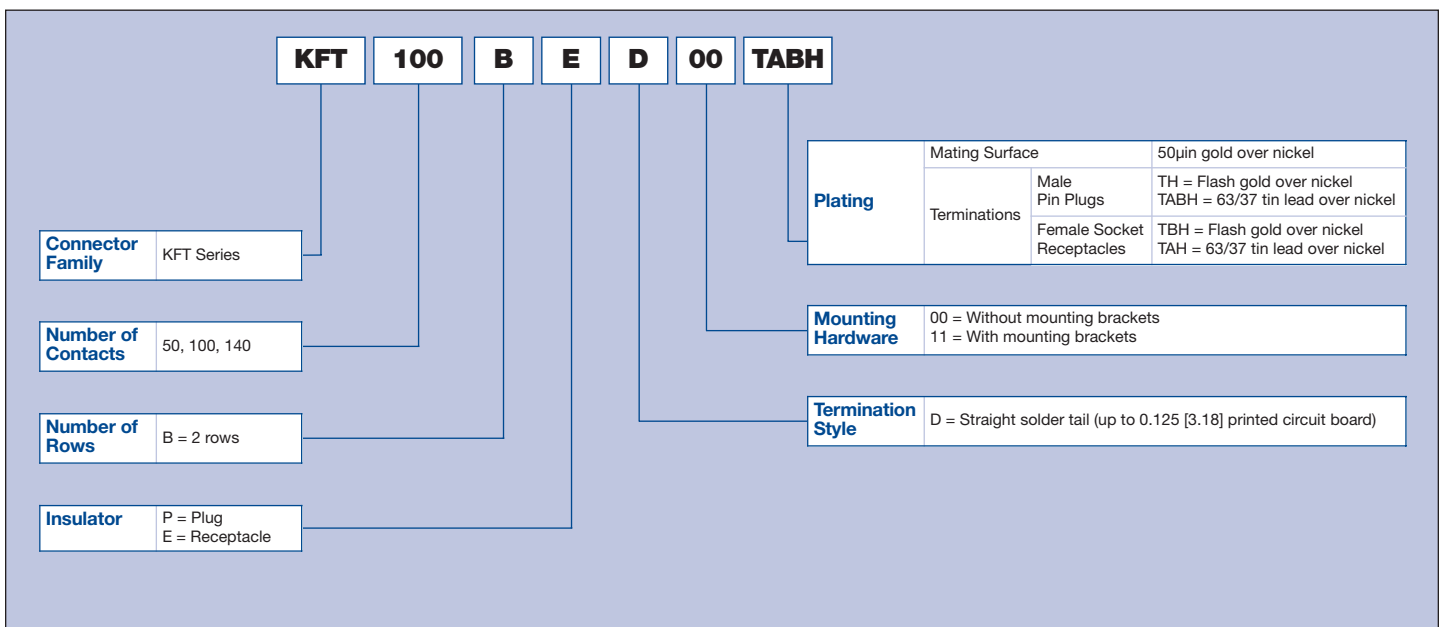 KFT 100 B E D 00 TABH
Plating
Mating Surface
50µin gold over nickel
Terminations
Male
Pin Plugs
TH = Flash gold over nickel
TABH = 63/37 tin lead over nickel
Female Socket
Receptacles
TBH = Flash gold over nickel
TAH = 63/37 tin lead over nickel
Connector
Family
KFT Series
Number of
Contacts
50, 100, 140
Mounting
Hardware
00 = Without mounting brackets
11 = With mounting brackets
Number of
Rows
B = 2 rows
Termination
Style
D = Straight solder tail (up to 0.125 [3.18] printed circuit board)
Insulator
P = Plug
E = Receptacle